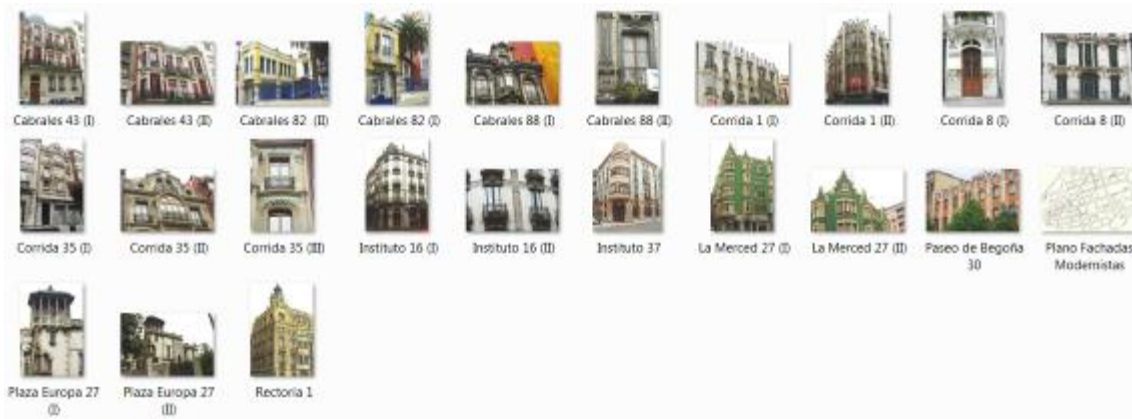 Cabrales 43 (I)
Cabrales 43 (II)
Cabrales 82 (II)
Cabrales 82 (I)
Cabrales 88 (I)
Cabrales 88 (II)
Corrida 1 (I)
Corrida 1 (II)
Corrida 8 (I)
Corrida 8 (II)
Corrida 35 (I)
Corrida 35 (II)
Corrida 35 (III)
Instituto 16 (I)
Instituto 16 (II)
Instituto 37
La Merced 27 (I)
La Merced 27 (II)
Paseo de Begoña
30
Plano Fachadas
Modernistas
Plaza Europa 27
(I)
Plaza Europa 27
(II)
Rectoria 1